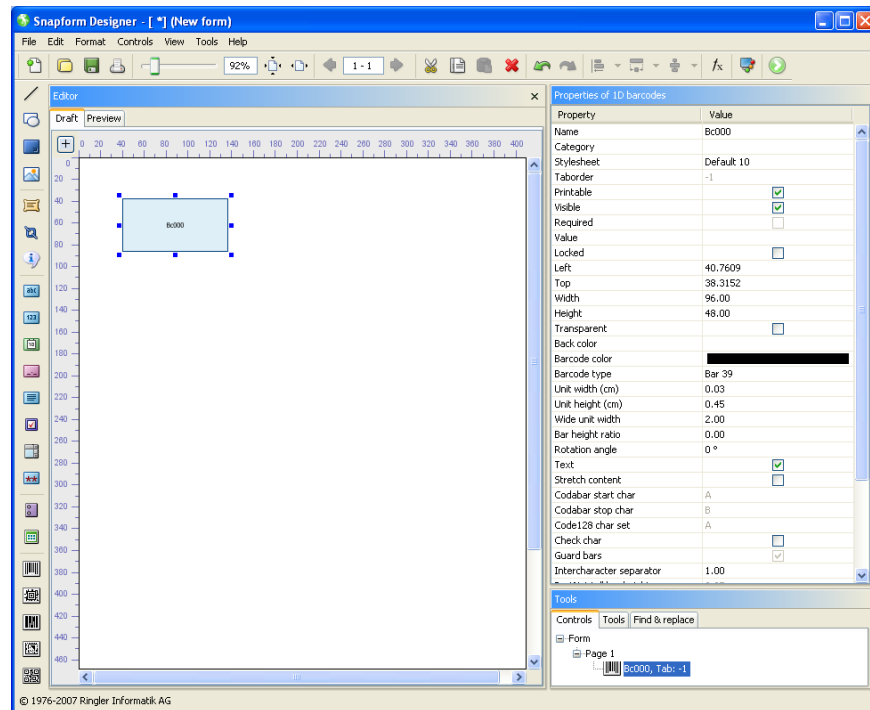 Snapform Designer - [ *] (New form)
File Edit Format Controls View Tools Help
92% 1 - 1 fx
Editor
Draft Preview
0 20 40 60 80 100 120 140 160 180 200 220 240 260 280 300 320 340 360 380 400
0
20
40
60
80
100
120
140
160
180
200
220
240
260
280
300
320
340
360
380
400
420
440
460
Bc000
abc
123
Properties of 1D barcodes
Property Value
Name Bc000
Category
Stylesheet Default 10
Taborder -1
Printable
Visible
Required
Value
Locked
Left 40.7609
Top 38.3152
Width 96.00
Height 48.00
Transparent
Back color
Barcode color
Barcode type Bar 39
Unit width (cm) 0.03
Unit height (cm) 0.45
Wide unit width 2.00
Bar height ratio 0.00
Rotation angle 0 °
Text
Stretch content
Codabar start char A
Codabar stop char B
Code128 char set A
Check char
Guard bars
Intercharacter separator 1.00
Tools
Controls Tools Find & replace
Form
Page 1
Bc000, Tab: -1
© 1976-2007 Ringler Informatik AG